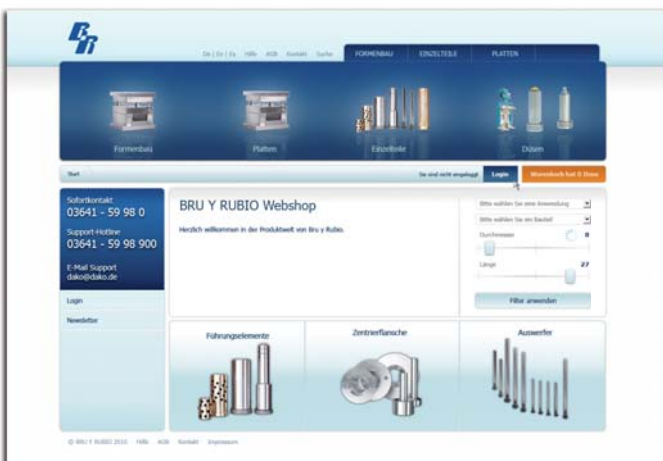 BR
De | En | Es Hilfe AGB Kontakt Suche FORMENBAU EINZELTEILE PLATTEN
Formenbau Platten Einzelteile Düsen
Start Sie sind nicht eingeloggt Login Warenkorb hat 0 Items
Sofortkontakt
03641 - 59 98 0
Support-Hotline
03641 - 59 98 900
E-Mail Support
dako@dako.de
Login
Newsletter
BRU Y RUBIO Webshop
Herzlich willkommen in der Produktwelt von Bru y Rubio.
Bitte wählen Sie eine Anwendung
Bitte wählen Sie ein Bauteil
Durchmesser 8
Länge 27
Filter anwenden
Führungselemente Zentrierflansche Auswerfer
© BRU Y RUBIO 2010 Hilfe AGB Kontakt Impressum